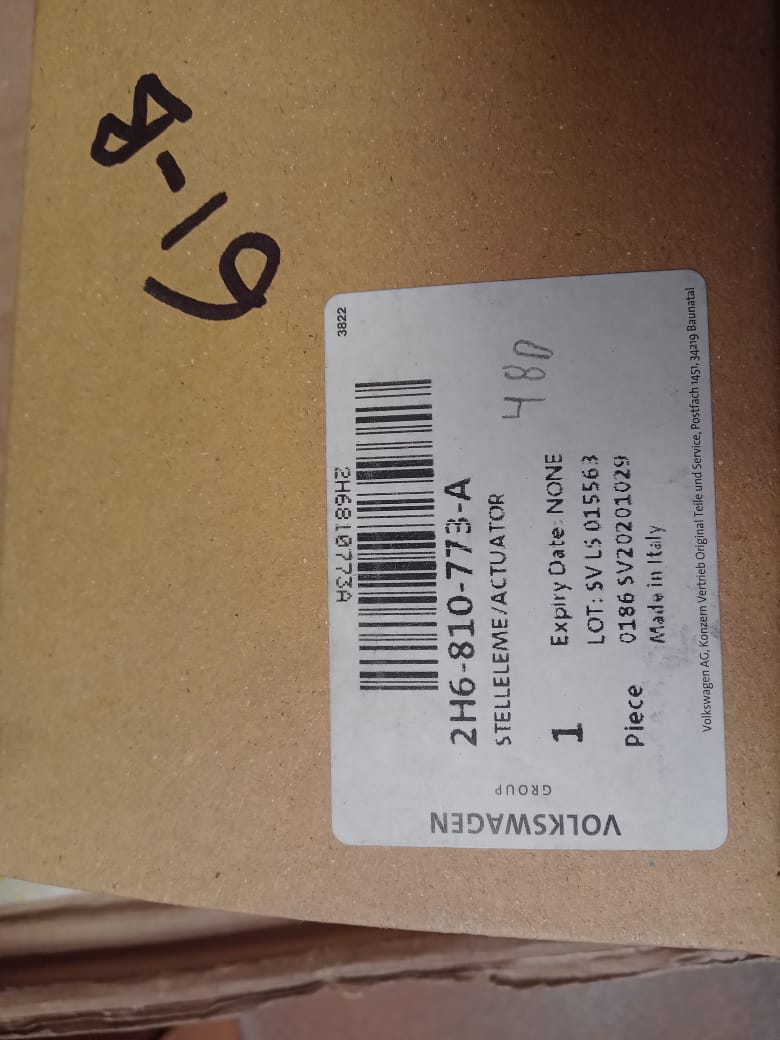 8-19
3822
2H6810773A
2H6-810-773-A
STELLELEME/ACTUATOR
480
1
Expiry Date: NONE
LOT: SV LS 015563
Piece
0186 SV20201029
Made in Italy
Volkswagen AG, Konzern Vertrieb Original Teile und Service, Postfach 1451, 34219 Baunatal
VOLKSWAGEN
GROUP